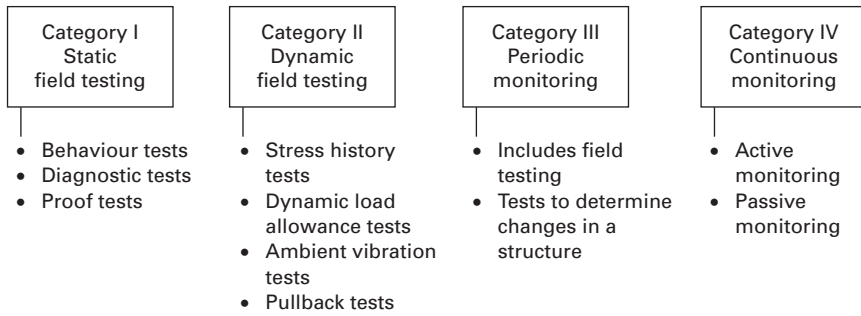 Category I
Static
field testing
• Behaviour tests
• Diagnostic tests
• Proof tests
Category II
Dynamic
field testing
• Stress history
tests
• Dynamic load
allowance tests
• Ambient vibration
tests
• Pullback tests
Category III
Periodic
monitoring
• Includes field
testing
• Tests to determine
changes in a
structure
Category IV
Continuous
monitoring
• Active
monitoring
• Passive
monitoring